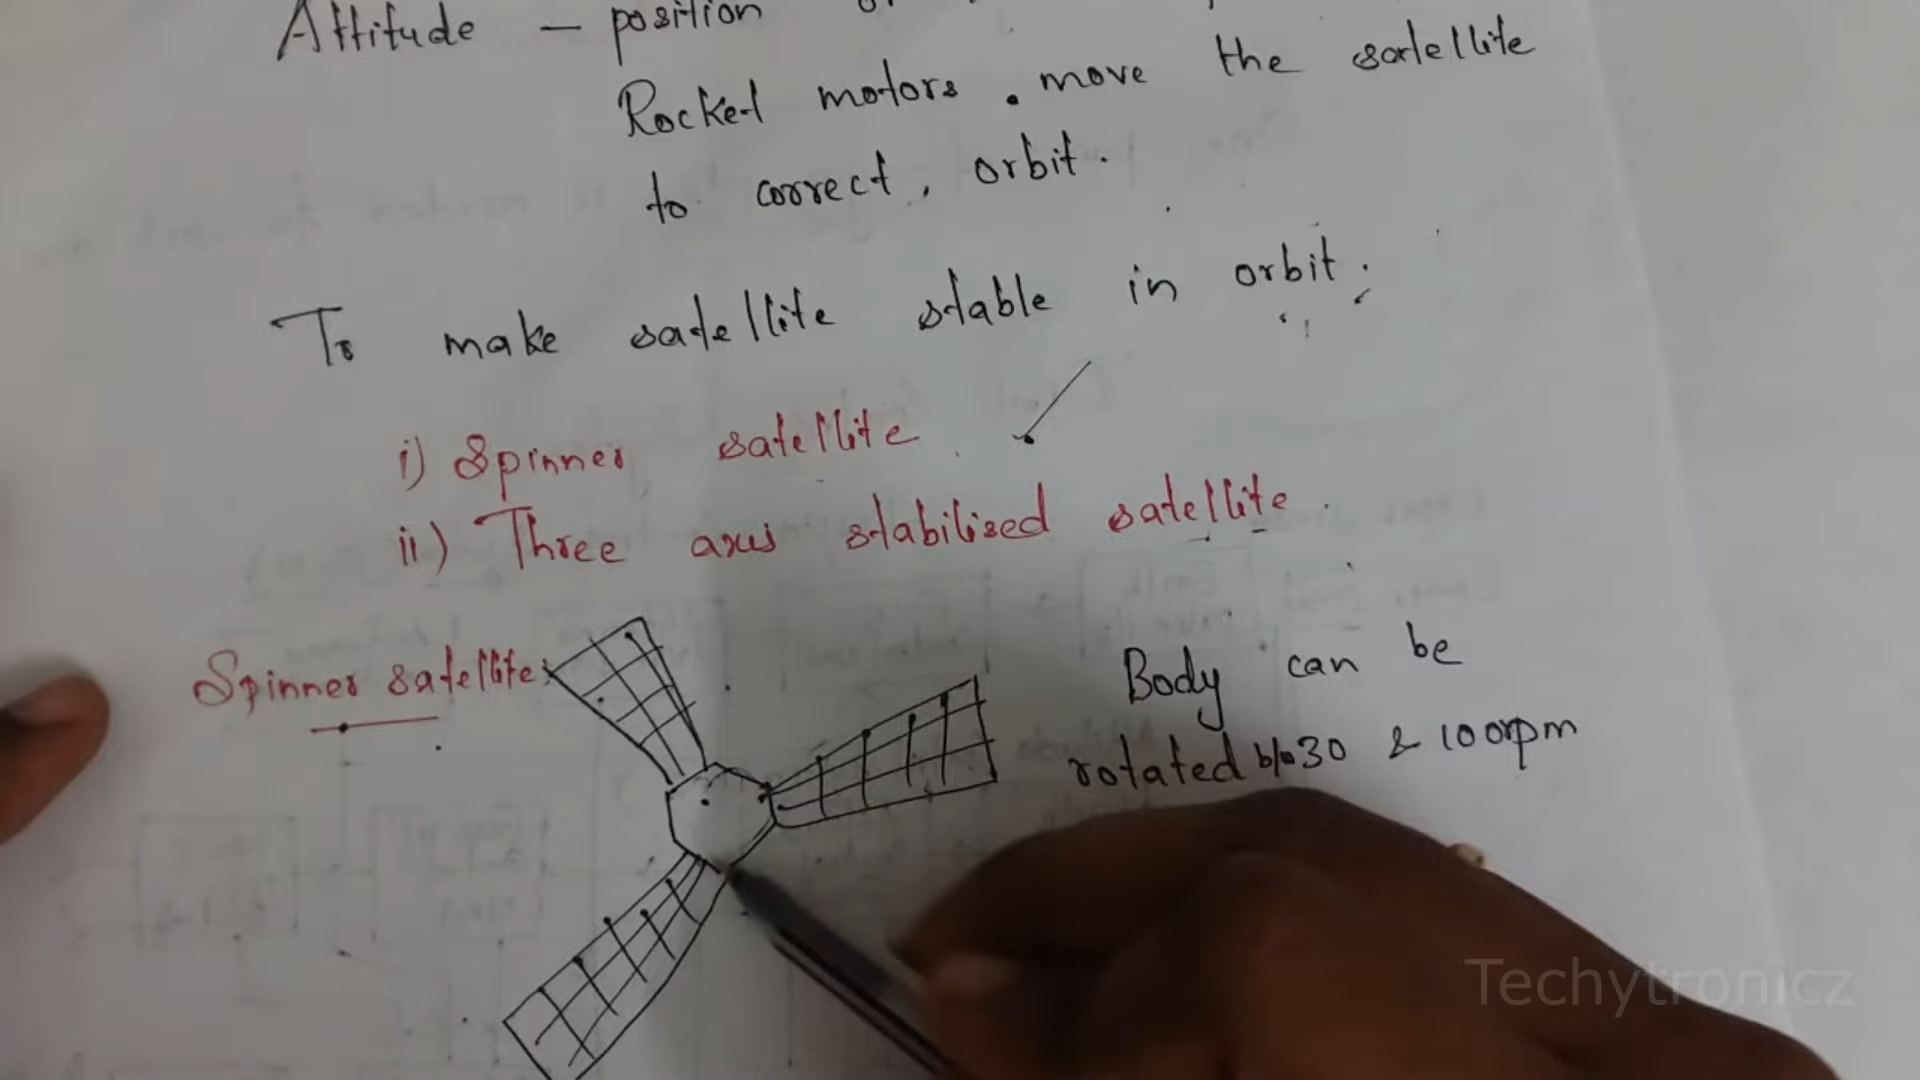 Attitude - position
Rocket motors . move the satellite
to correct . orbit.
To make satellite stable in orbit.
i) Spinner satellite
ii) Three axis stabilised satellite.
Spinner satellite:
Body can be
rotated b/w 30 & 100rpm
Techytronicz